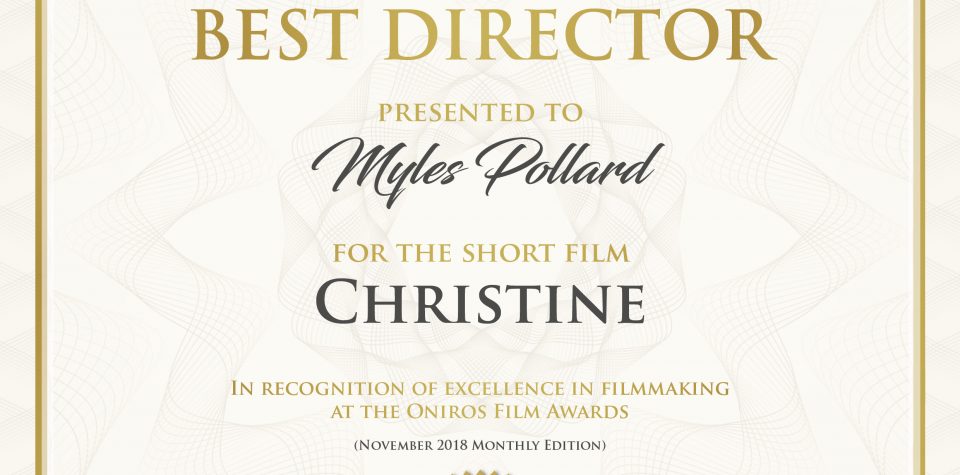 BEST DIRECTOR
PRESENTED TO
Myles Pollard
FOR THE SHORT FILM
CHRISTINE
IN RECOGNITION OF EXCELLENCE IN FILMMAKING
AT THE ONIROS FILM AWARDS
(NOVEMBER 2018 MONTHLY EDITION)